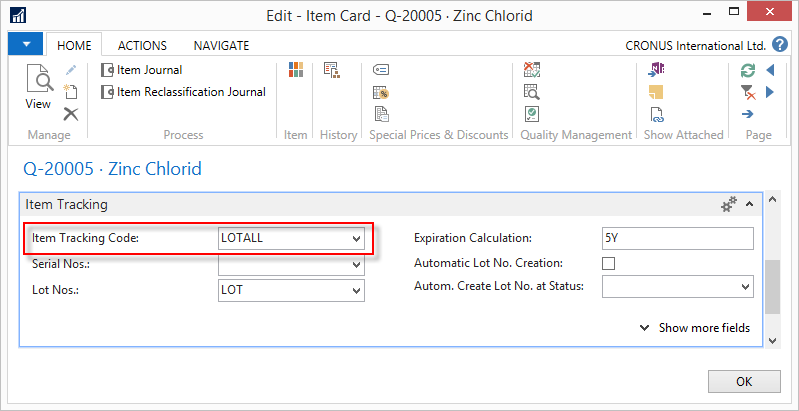 Edit - Item Card - Q-20005 · Zinc Chlorid
HOME ACTIONS NAVIGATE CRONUS International Ltd.
View
Item Journal
Item Reclassification Journal
Manage Process Item History Special Prices & Discounts Quality Management Show Attached Page
Q-20005 · Zinc Chlorid
Item Tracking
Item Tracking Code: LOTALL Expiration Calculation: 5Y
Serial Nos.: Automatic Lot No. Creation:
Lot Nos.: LOT Autom. Create Lot No. at Status:
Show more fields
OK